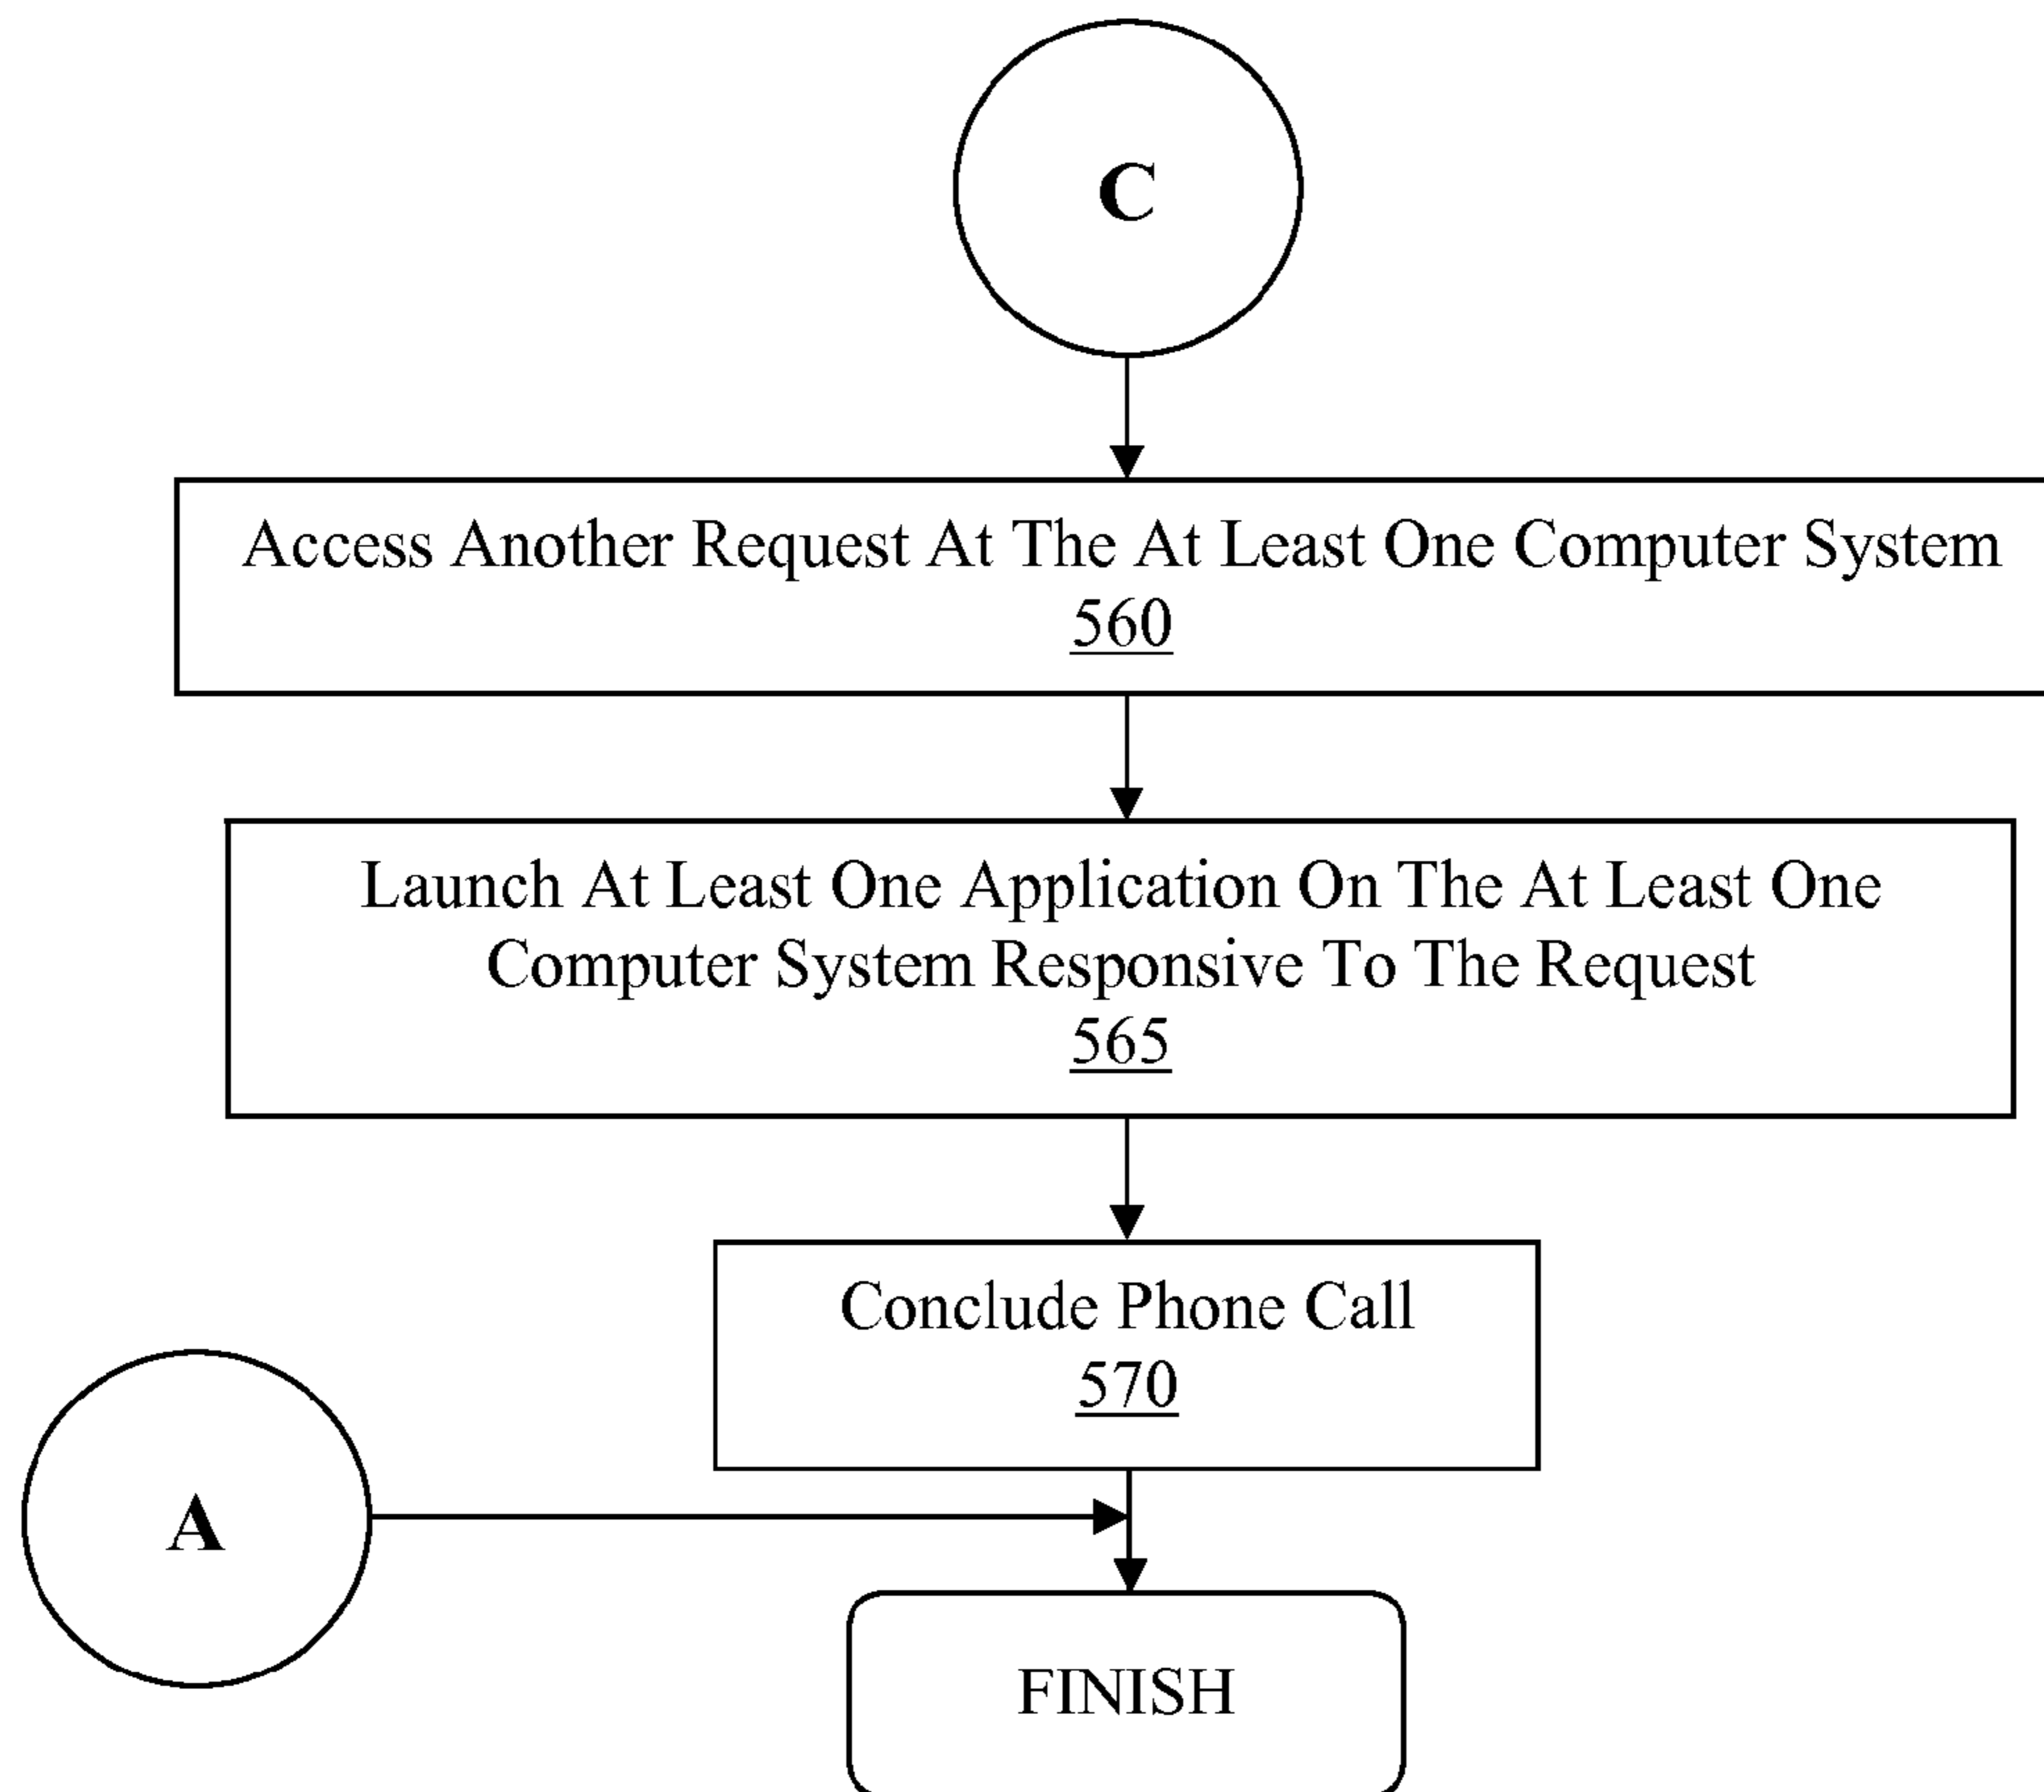 C
Access Another Request At The At Least One Computer System
560
Launch At Least One Application On The At Least One
Computer System Responsive To The Request
565
Conclude Phone Call
570
A
FINISH